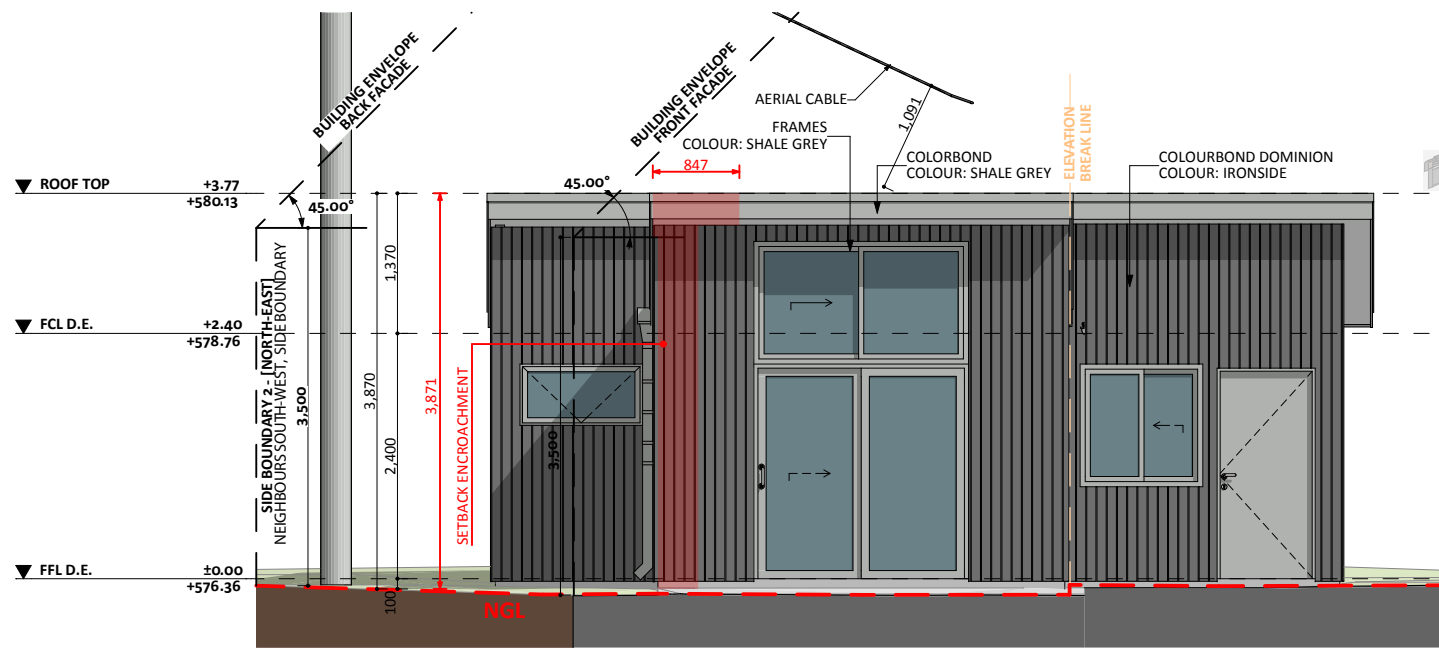 BUILDING ENVELOPE
BACK FACADE
BUILDING ENVELOPE
FRONT FACADE
AERIAL CABLE
1,091
FRAMES
COLOUR: SHALE GREY
847
COLORBOND
COLOUR: SHALE GREY
ELEVATION
BREAK LINE
COLOURBOND DOMINION
COLOUR: IRONSIDE
ROOF TOP
+3.77
+580.13
45.00°
45.00°
FCL D.E.
+2.40
+578.76
FFL D.E.
±0.00
+576.36
SIDE BOUNDARY 2 - [NORTH-EAST]
NEIGHBOURS SOUTH-WEST, SIDE BOUNDARY
3,500
3,870
1,370
2,400
100
3,871
SETBACK ENCROACHMENT
3,500
NGL